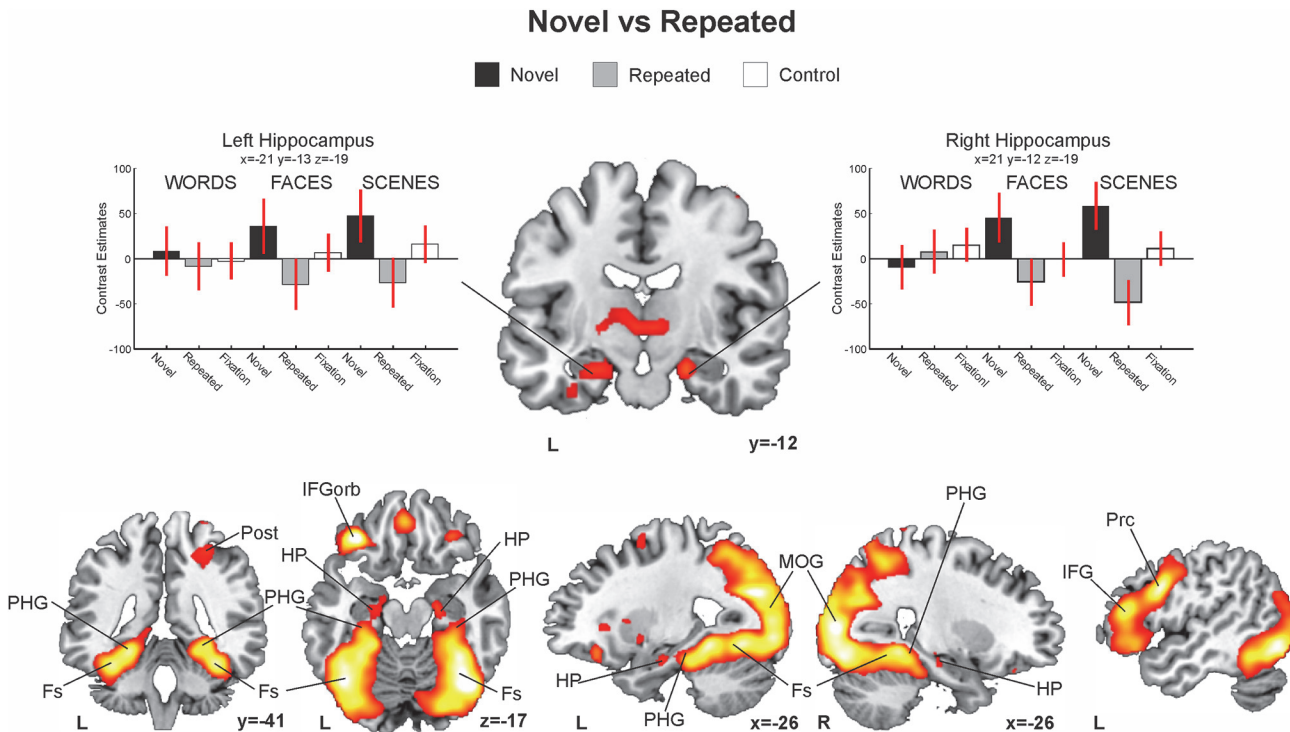 Novel vs Repeated
Novel Repeated Control
Left Hippocampus
x=-21 y=-13 z=-19
WORDS FACES SCENES
Contrast Estimates
100
50
0
-50
-100
Novel
Repeated
Fixation
Novel
Repeated
Fixation
Novel
Repeated
Fixation
Right Hippocampus
x=21 y=-12 z=-19
WORDS FACES SCENES
Contrast Estimates
100
50
0
-50
-100
Novel
Repeated
Fixationl
Novel
Repeated
Fixation
Novel
Repeated
Fixation
L y=-12
Post
PHG
Fs
Fs
L y=-41
IFGorb
HP
HP
PHG
PHG
Fs
L z=-17
MOG
HP
PHG
Fs
L x=-26
PHG
HP
R x=-26
Prc
IFG
L